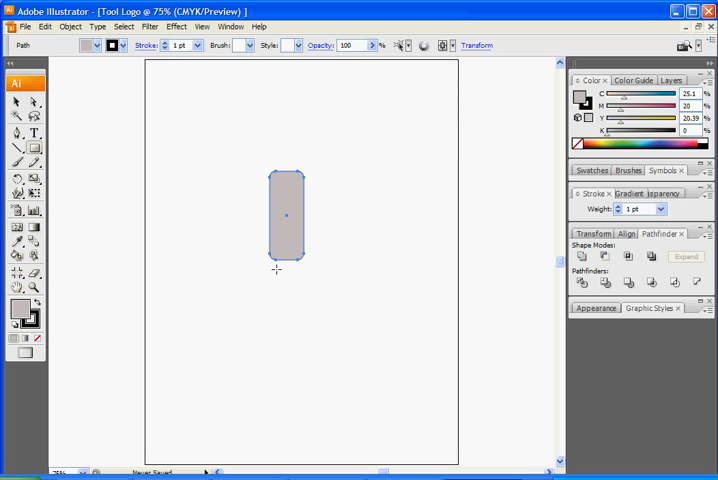 Adobe Illustrator - [Tool Logo @ 75% (CMYK/Preview) ]
File Edit Object Type Select Filter Effect View Window Help
Path Stroke: 1 pt Brush: Style: Opacity: 100 % Transform
Ai
Color × Color Guide Layers
C 25.1 %
M 20 %
Y 20.39 %
K 0 %
Swatches Brushes Symbols ×
Stroke × Gradient sparency
Weight: 1 pt
Transform Align Pathfinder ×
Shape Modes:
Expand
Pathfinders:
Appearance Graphic Styles ×
75% Never Saved